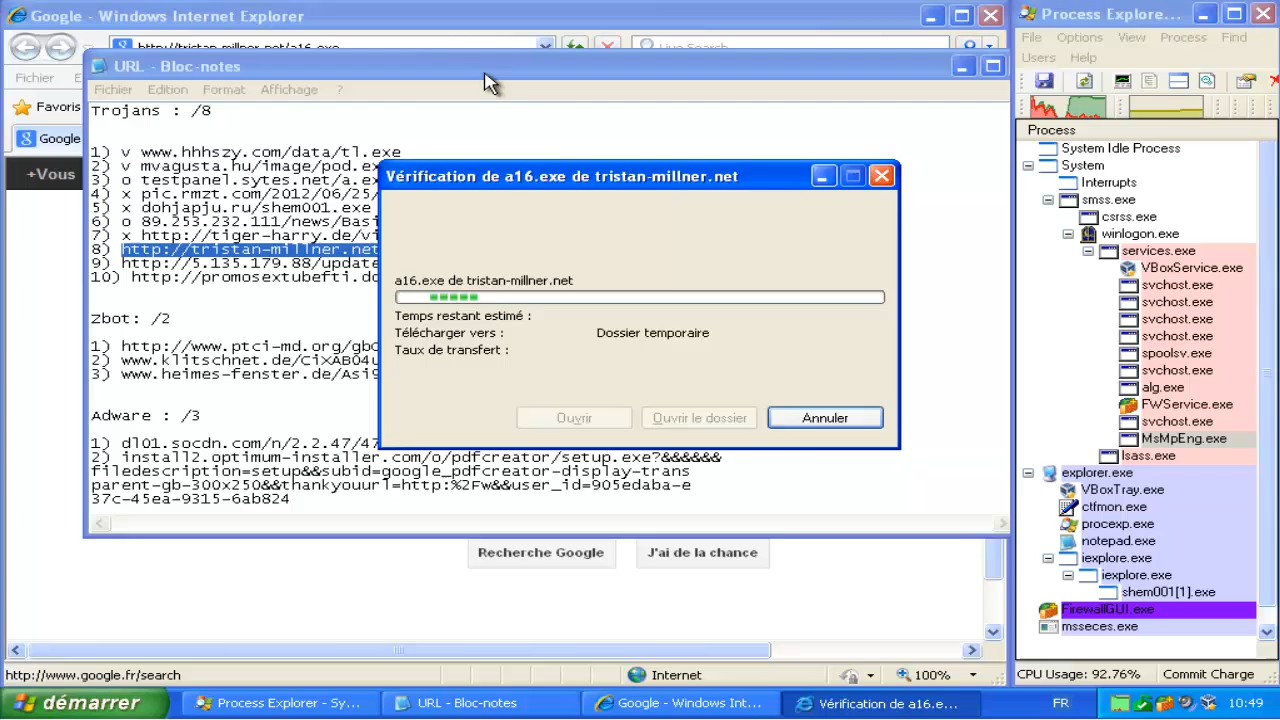 Google - Windows Internet Explorer
http://tristan-millner.net/a16.exe
Live Search
Fichier
Favoris
Google
+Vous
URL - Bloc-notes
Fichier Edition Format Affichage ?
Trojans : /8
1) v www.hhhszy.com/data/tl.exe
2) v mvagusta.hu/image/pod.ex
3) o testpanel.sytes.net/a.ex
4) x pic.rmzt.com/2012/06/25/
5) x dohjapju.ru/shem001.exe
6) o 89.253.232.111/news/Basi
7) x http://tiger-harry.de/vi
8) http://tristan-millner.net
9) http://5.135.179.88/update
10) http://promosextubefti.do
Zbot: /2
1) http://www.ptci-md.org/gbC
2) www.klitschnet.de/CiXAB04u
3) www.heimes-fenster.de/Asi9
Adware : /3
1) dl01.socdn.com/n/2.2.47/47
2) install2.optimum-installer.com/o/pdfcreator/setup.exe?&&&&&&
filedescription=setup&&subid=google_pdfcreator-display-trans
parent-gb-300x250&&thankyouurl=http:%2Fw&&user_id=905edaba-e
37c-45ea-9315-6ab824
Vérification de a16.exe de tristan-millner.net
a16.exe de tristan-millner.net
Temps restant estimé :
Télécharger vers : Dossier temporaire
Taux de transfert :
Ouvrir Ouvrir le dossier Annuler
Recherche Google J'ai de la chance
http://www.google.fr/search Internet 100%
Process Explore...
File Options View Process Find
Users Help
Process
System Idle Process
System
Interrupts
smss.exe
csrss.exe
winlogon.exe
services.exe
VBoxService.exe
svchost.exe
svchost.exe
svchost.exe
svchost.exe
spoolsv.exe
svchost.exe
alg.exe
FWService.exe
svchost.exe
MsMpEng.exe
lsass.exe
explorer.exe
VBoxTray.exe
ctfmon.exe
procexp.exe
notepad.exe
iexplore.exe
iexplore.exe
shem001[1].exe
FirewallGUI.exe
msseces.exe
CPU Usage: 92.76% Commit Charge
démarrer Process Explorer - Sy... URL - Bloc-notes Google - Windows Int... Vérification de a16.e... FR 10:49